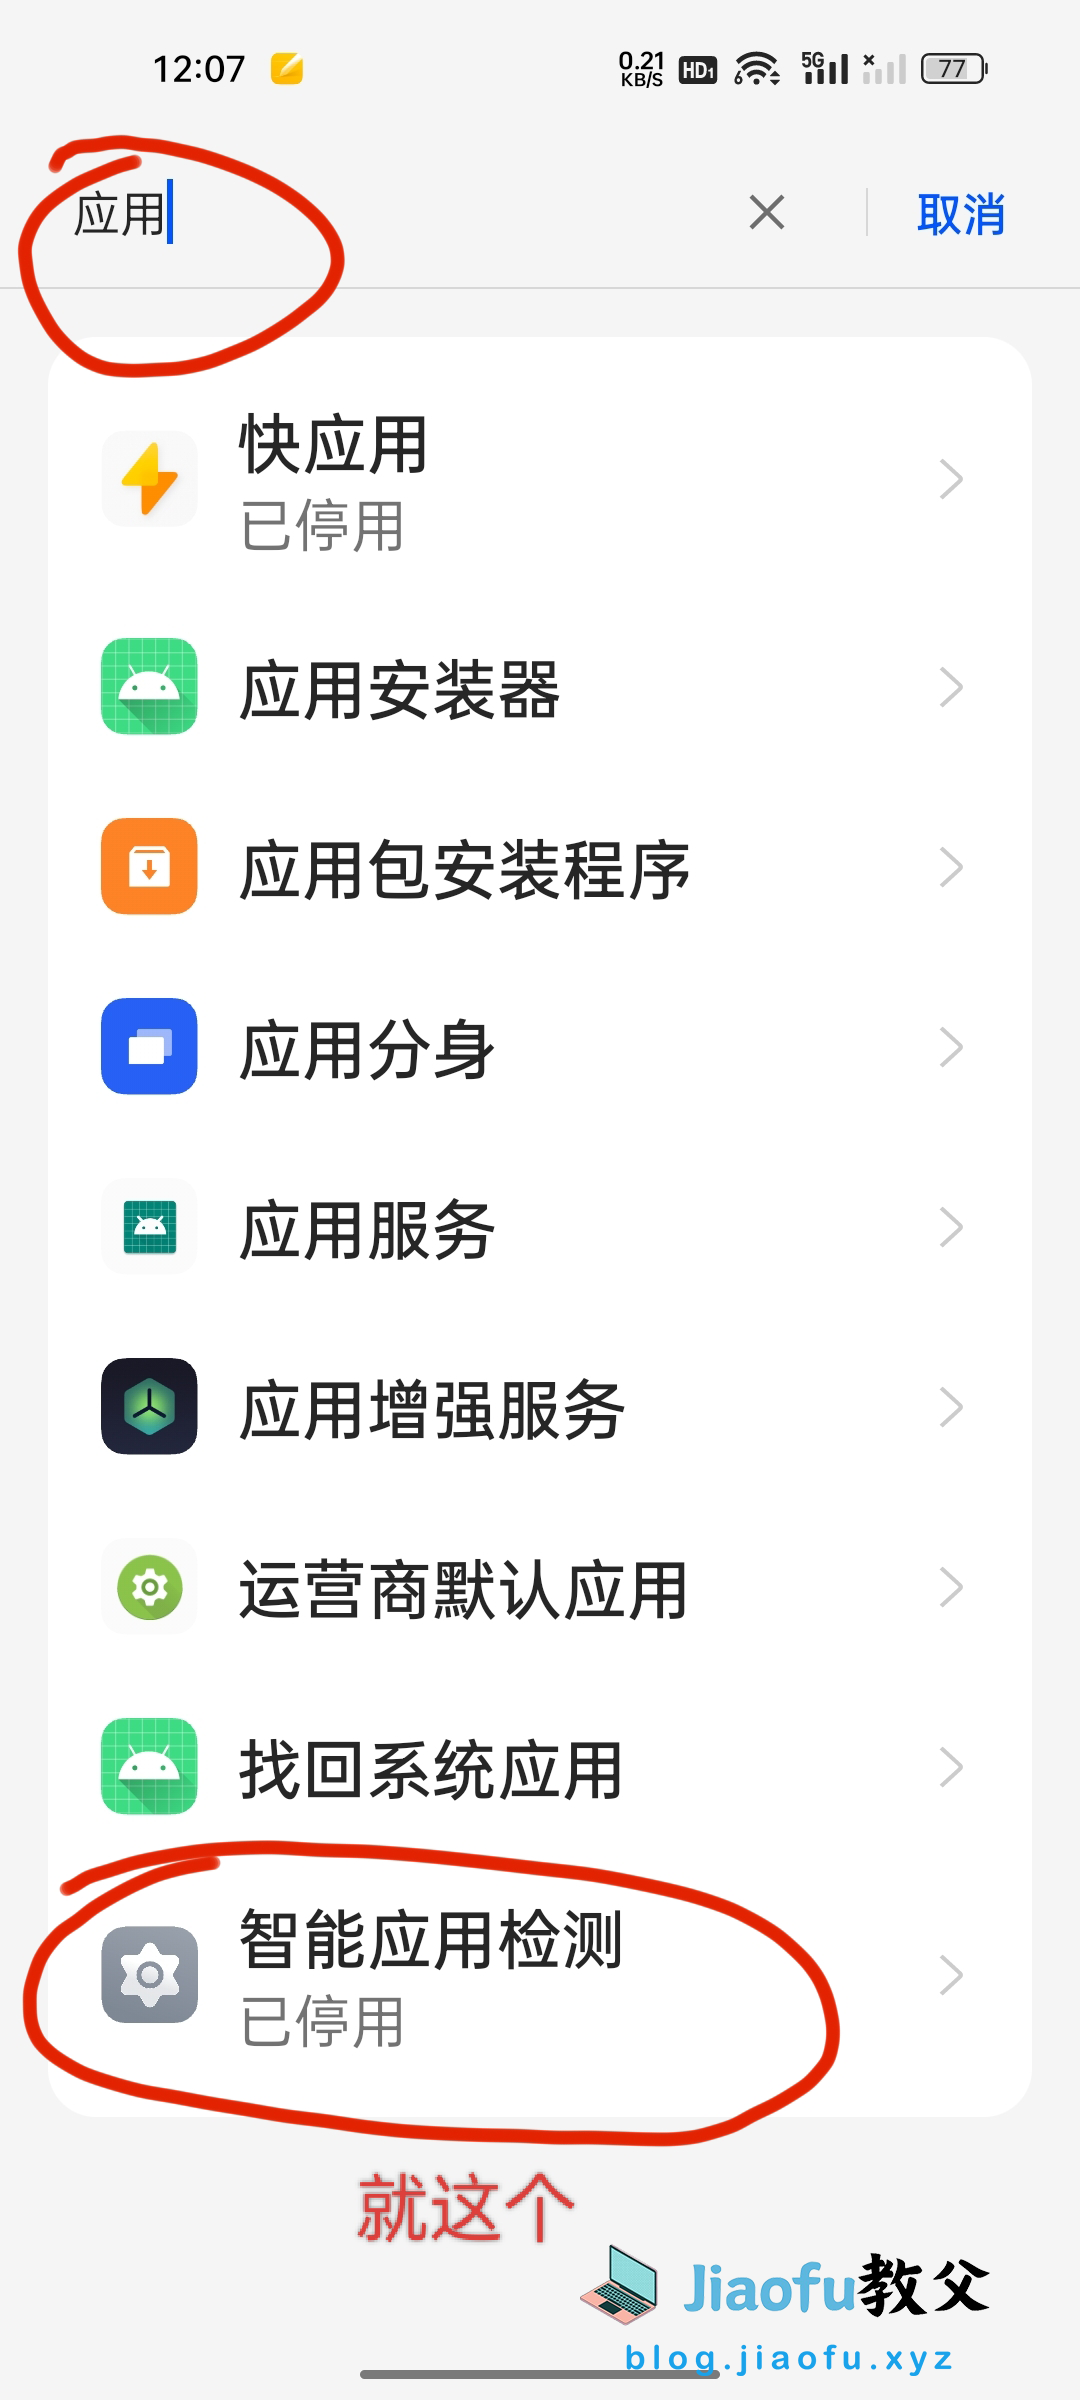 12:07
0.21 KB/S HD1 6 5G 77
应用
取消
快应用
已停用
应用安装器
应用包安装程序
应用分身
应用服务
应用增强服务
运营商默认应用
找回系统应用
智能应用检测
已停用
就这个
Jiaofu教父
blog.jiaofu.xyz